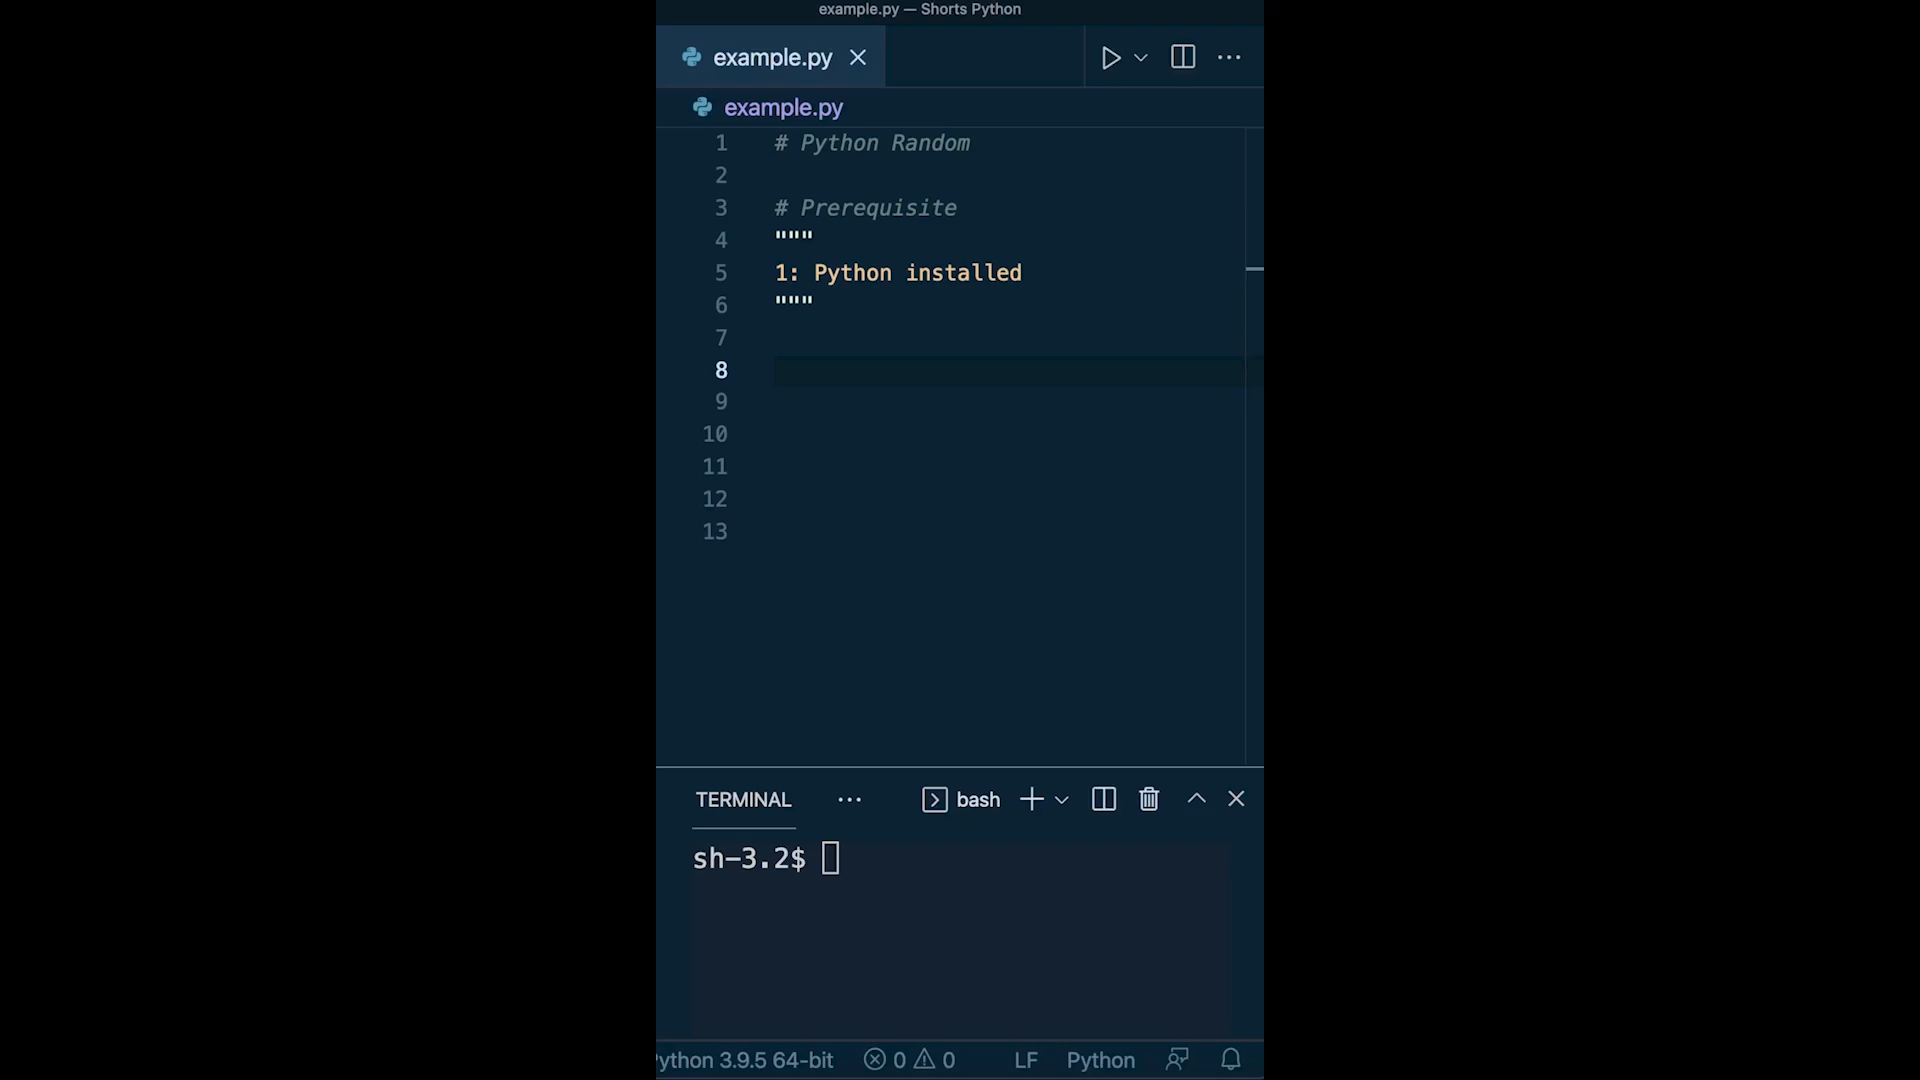 example.py — Shorts Python
example.py
example.py
1 # Python Random
2
3 # Prerequisite
4 """
5 1: Python installed
6 """
7
8
9
10
11
12
13
TERMINAL bash
sh-3.2$
ython 3.9.5 64-bit 0 0 LF Python